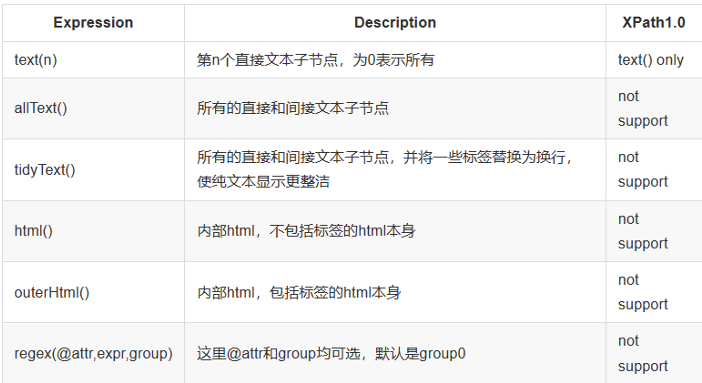 Expression Description XPath1.0
text(n) 第n个直接文本子节点，为0表示所有 text() only
allText() 所有的直接和间接文本子节点 not
support
tidyText() 所有的直接和间接文本子节点，并将一些标签替换为换行， not
使纯文本显示更整洁 support
html() 内部html，不包括标签的html本身 not
support
outerHtml() 内部html，包括标签的html本身 not
support
regex(@attr,expr,group) 这里@attr和group均可选，默认是group0 not
support